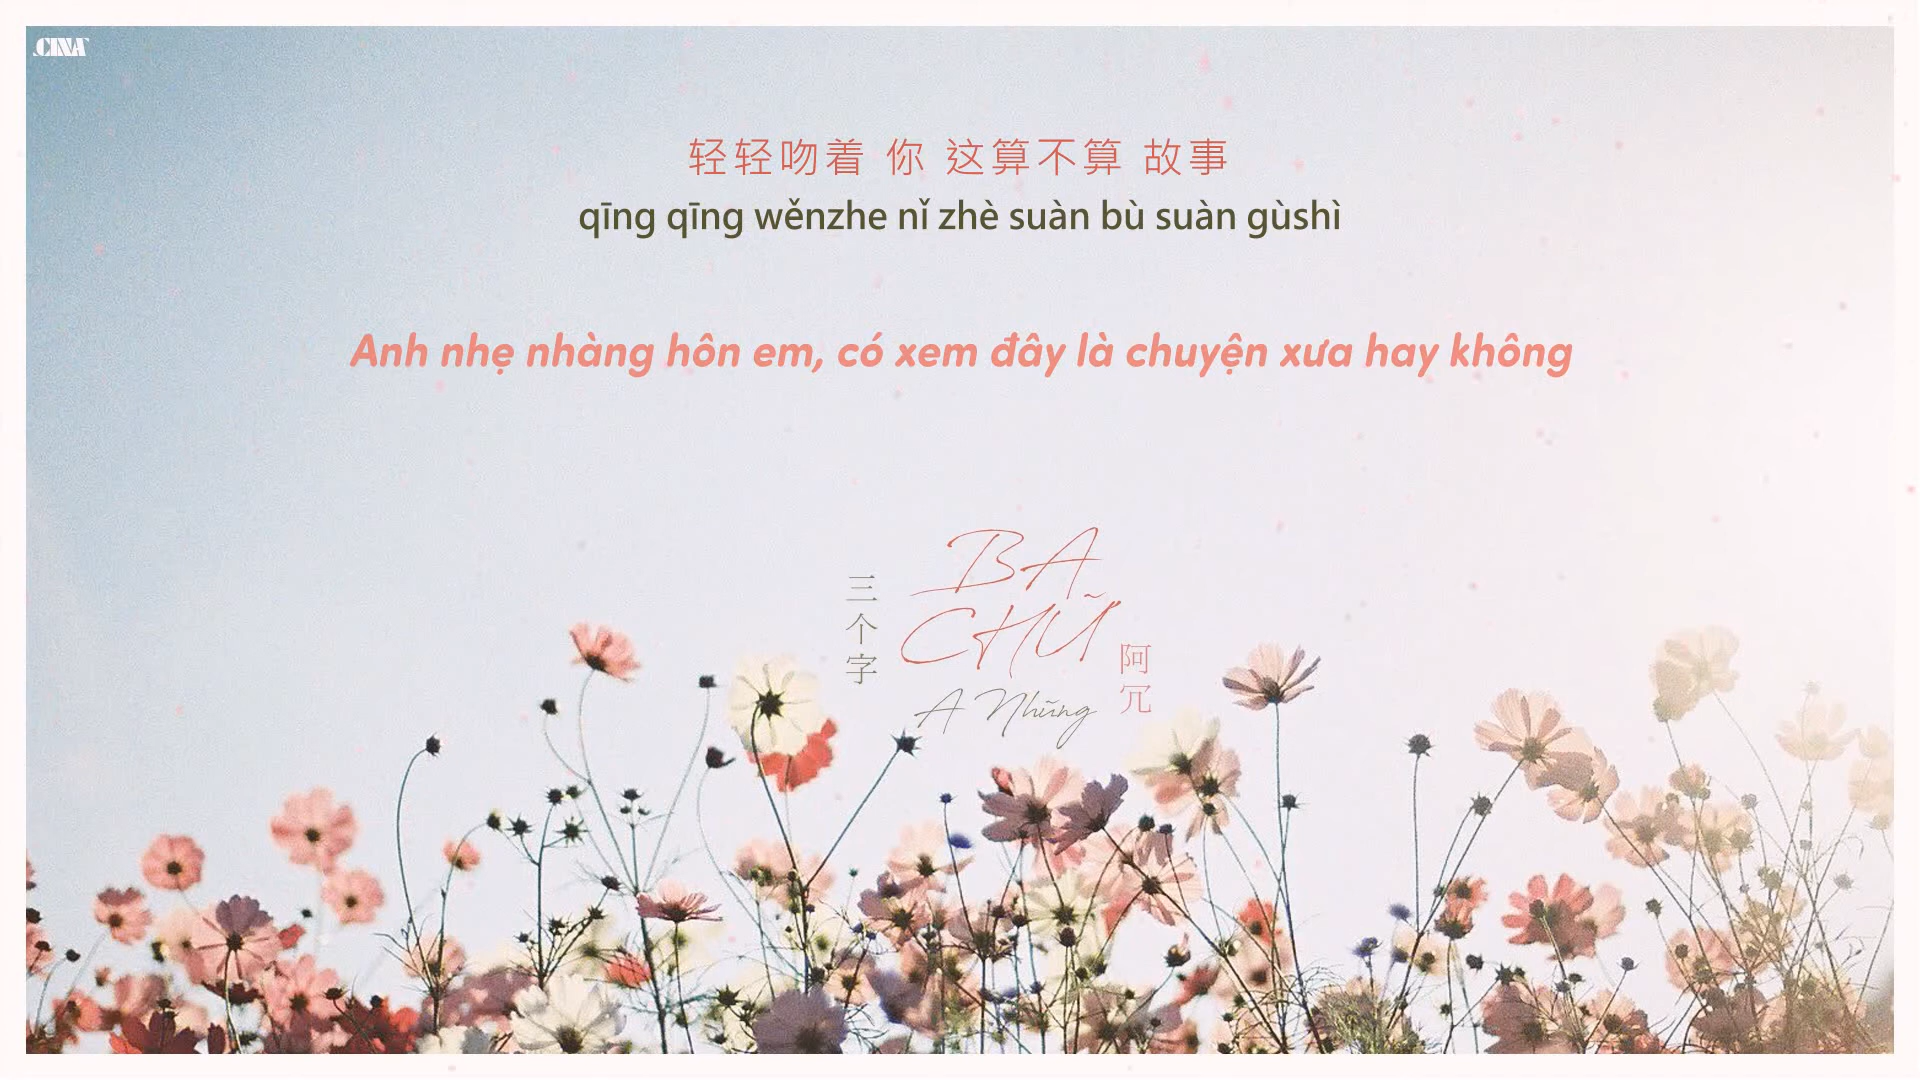 .CINA
轻轻吻着 你 这算不算 故事
qīng qīng wěnzhe nǐ zhè suàn bù suàn gùshì
Anh nhẹ nhàng hôn em, có xem đây là chuyện xưa hay không
三个字
BA
CHỮ
A Nhũng
阿冗